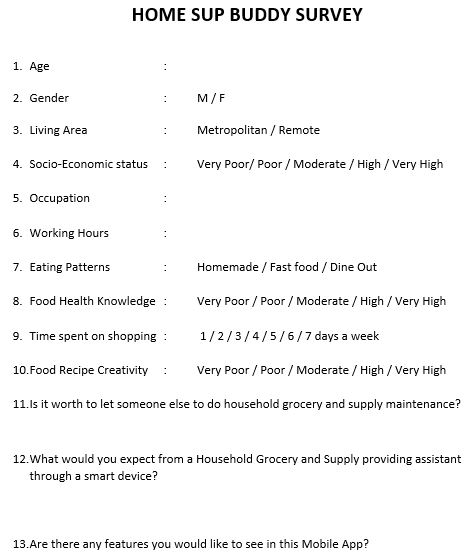 HOME SUP BUDDY SURVEY
1. Age :
2. Gender : M / F
3. Living Area : Metropolitan / Remote
4. Socio-Economic status : Very Poor/ Poor / Moderate / High / Very High
5. Occupation :
6. Working Hours :
7. Eating Patterns : Homemade / Fast food / Dine Out
8. Food Health Knowledge : Very Poor / Poor / Moderate / High / Very High
9. Time spent on shopping : 1 / 2 / 3 / 4 / 5 / 6 / 7 days a week
10.Food Recipe Creativity : Very Poor / Poor / Moderate / High / Very High
11.Is it worth to let someone else to do household grocery and supply maintenance?
12.What would you expect from a Household Grocery and Supply providing assistant
through a smart device?
13.Are there any features you would like to see in this Mobile App?